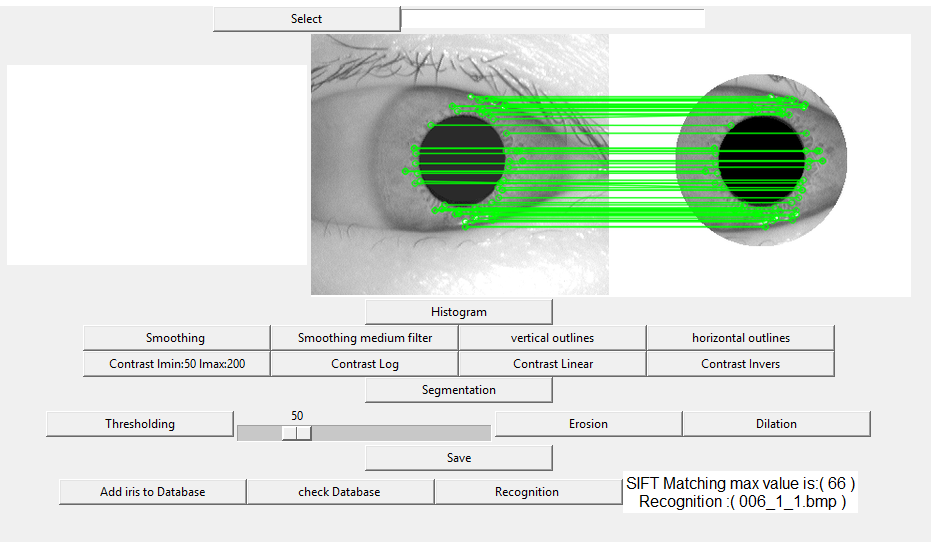 Select
Histogram
Smoothing
Smoothing medium filter
vertical outlines
horizontal outlines
Contrast Imin:50 Imax:200
Contrast Log
Contrast Linear
Contrast Invers
Segmentation
Thresholding
50
Erosion
Dilation
Save
Add iris to Database
check Database
Recognition
SIFT Matching max value is:( 66 )
Recognition :( 006_1_1.bmp )